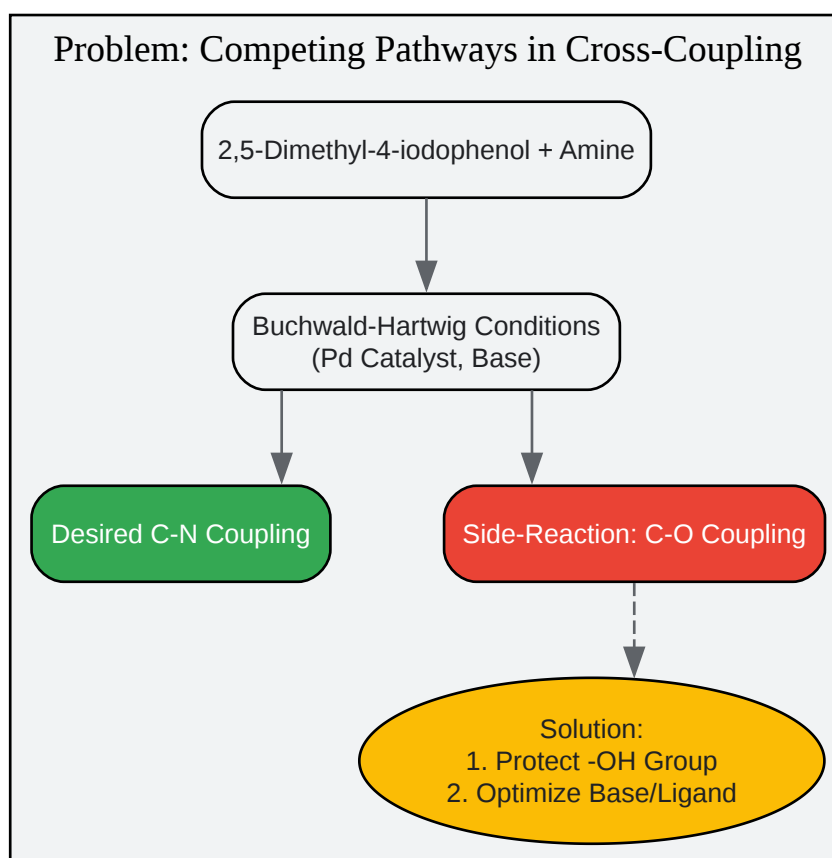 Problem: Competing Pathways in Cross-Coupling
2,5-Dimethyl-4-iodophenol + Amine
Buchwald-Hartwig Conditions
(Pd Catalyst, Base)
Desired C-N Coupling
Side-Reaction: C-O Coupling
Solution:
1. Protect -OH Group
2. Optimize Base/Ligand